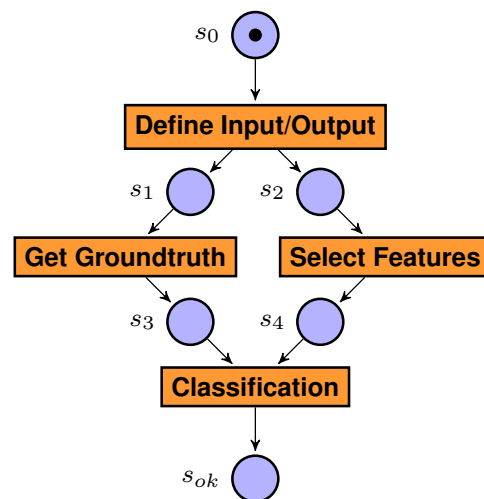 s0
Define Input/Output
s1
s2
Get Groundtruth
Select Features
s3
s4
Classification
sok